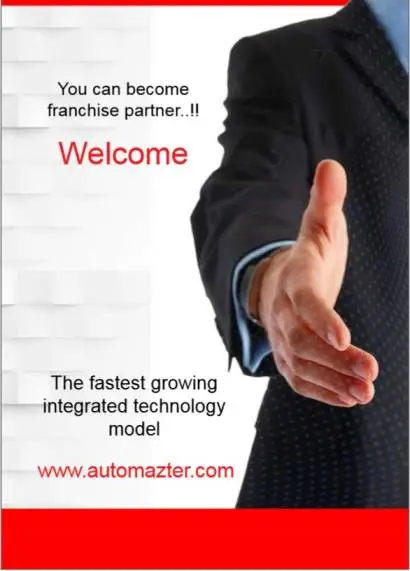 You can become
franchise partner..!!
Welcome
The fastest growing
integrated technology
model
www.automazter.com